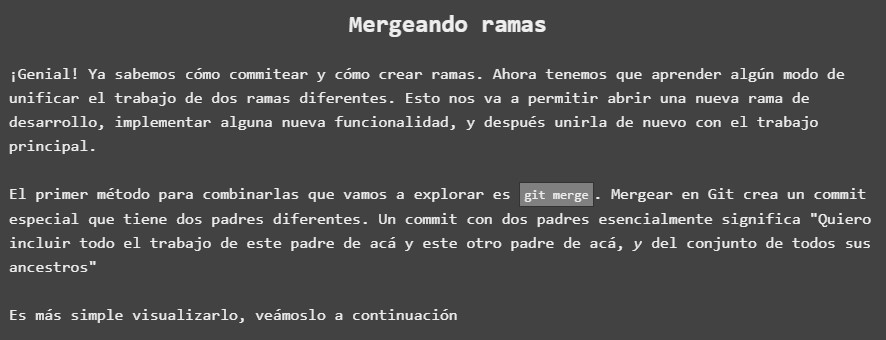 Mergeando ramas
¡Genial! Ya sabemos cómo commitear y cómo crear ramas. Ahora tenemos que aprender algún modo de
unificar el trabajo de dos ramas diferentes. Esto nos va a permitir abrir una nueva rama de
desarrollo, implementar alguna nueva funcionalidad, y después unirla de nuevo con el trabajo
principal.
El primer método para combinarlas que vamos a explorar es git merge. Mergear en Git crea un commit
especial que tiene dos padres diferentes. Un commit con dos padres esencialmente significa "Quiero
incluir todo el trabajo de este padre de acá y este otro padre de acá, y del conjunto de todos sus
ancestros"
Es más simple visualizarlo, veámoslo a continuación